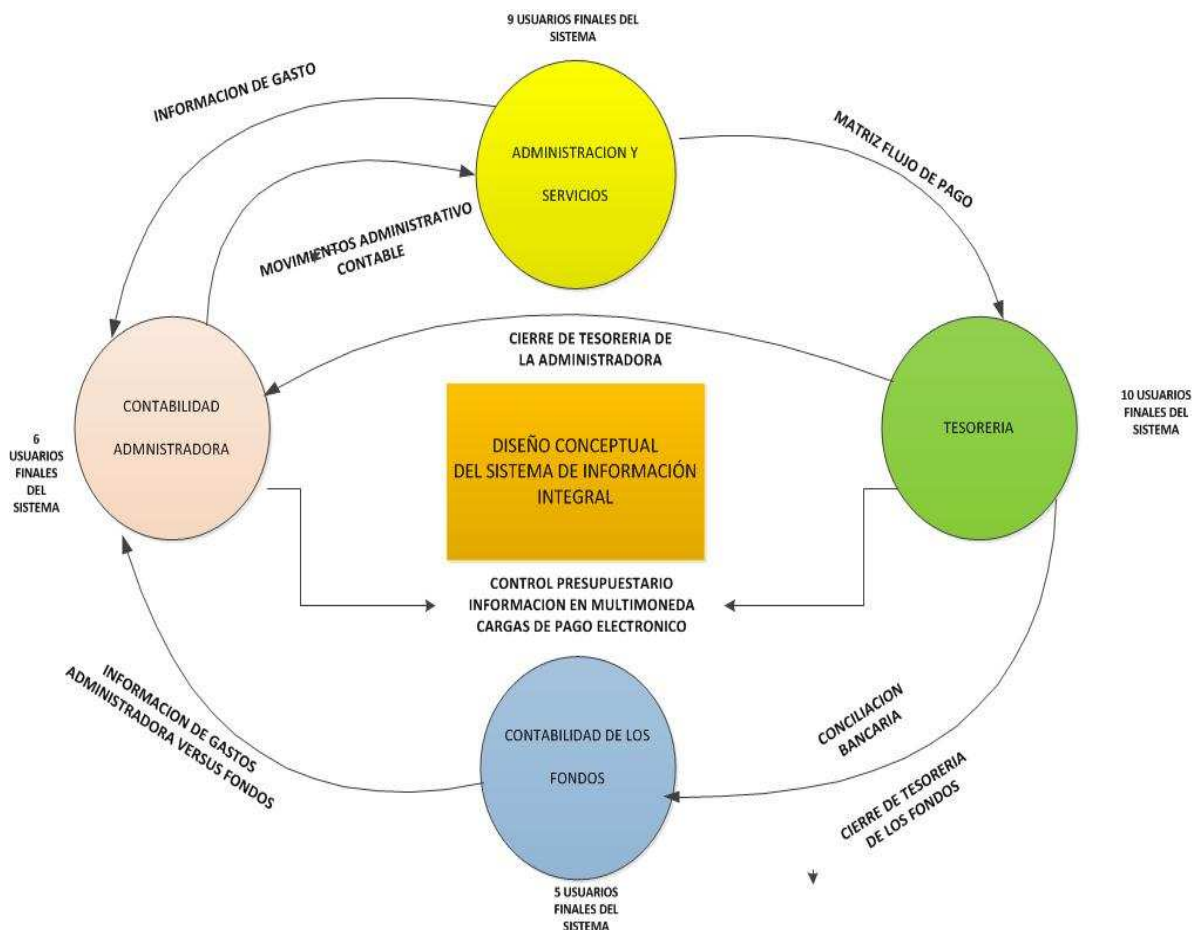 9 USUARIOS FINALES DEL
SISTEMA
INFORMACION DE GASTO
ADMINISTRACION Y
SERVICIOS
MATRIZ FLUJO DE PAGO
MOVIMIENTOS ADMINISTRATIVO
CONTABLE
CIERRE DE TESORERIA DE
LA ADMINISTRADORA
CONTABILIDAD
ADMNISTRADORA
6
USUARIOS
FINALES
DEL
SISTEMA
DISEÑO CONCEPTUAL
DEL SISTEMA DE INFORMACIÓN
INTEGRAL
TESORERIA
10 USUARIOS
FINALES DEL
SISTEMA
CONTROL PRESUPUESTARIO
INFORMACION EN MULTIMONEDA
CARGAS DE PAGO ELECTRONICO
INFORMACION DE GASTOS
ADMINISTRADORA VERSUS FONDOS
CONTABILIDAD DE LOS
FONDOS
CONCILIACION
BANCARIA
CIERRE DE TESORERIA
DE LOS FONDOS
5 USUARIOS
FINALES DEL
SISTEMA